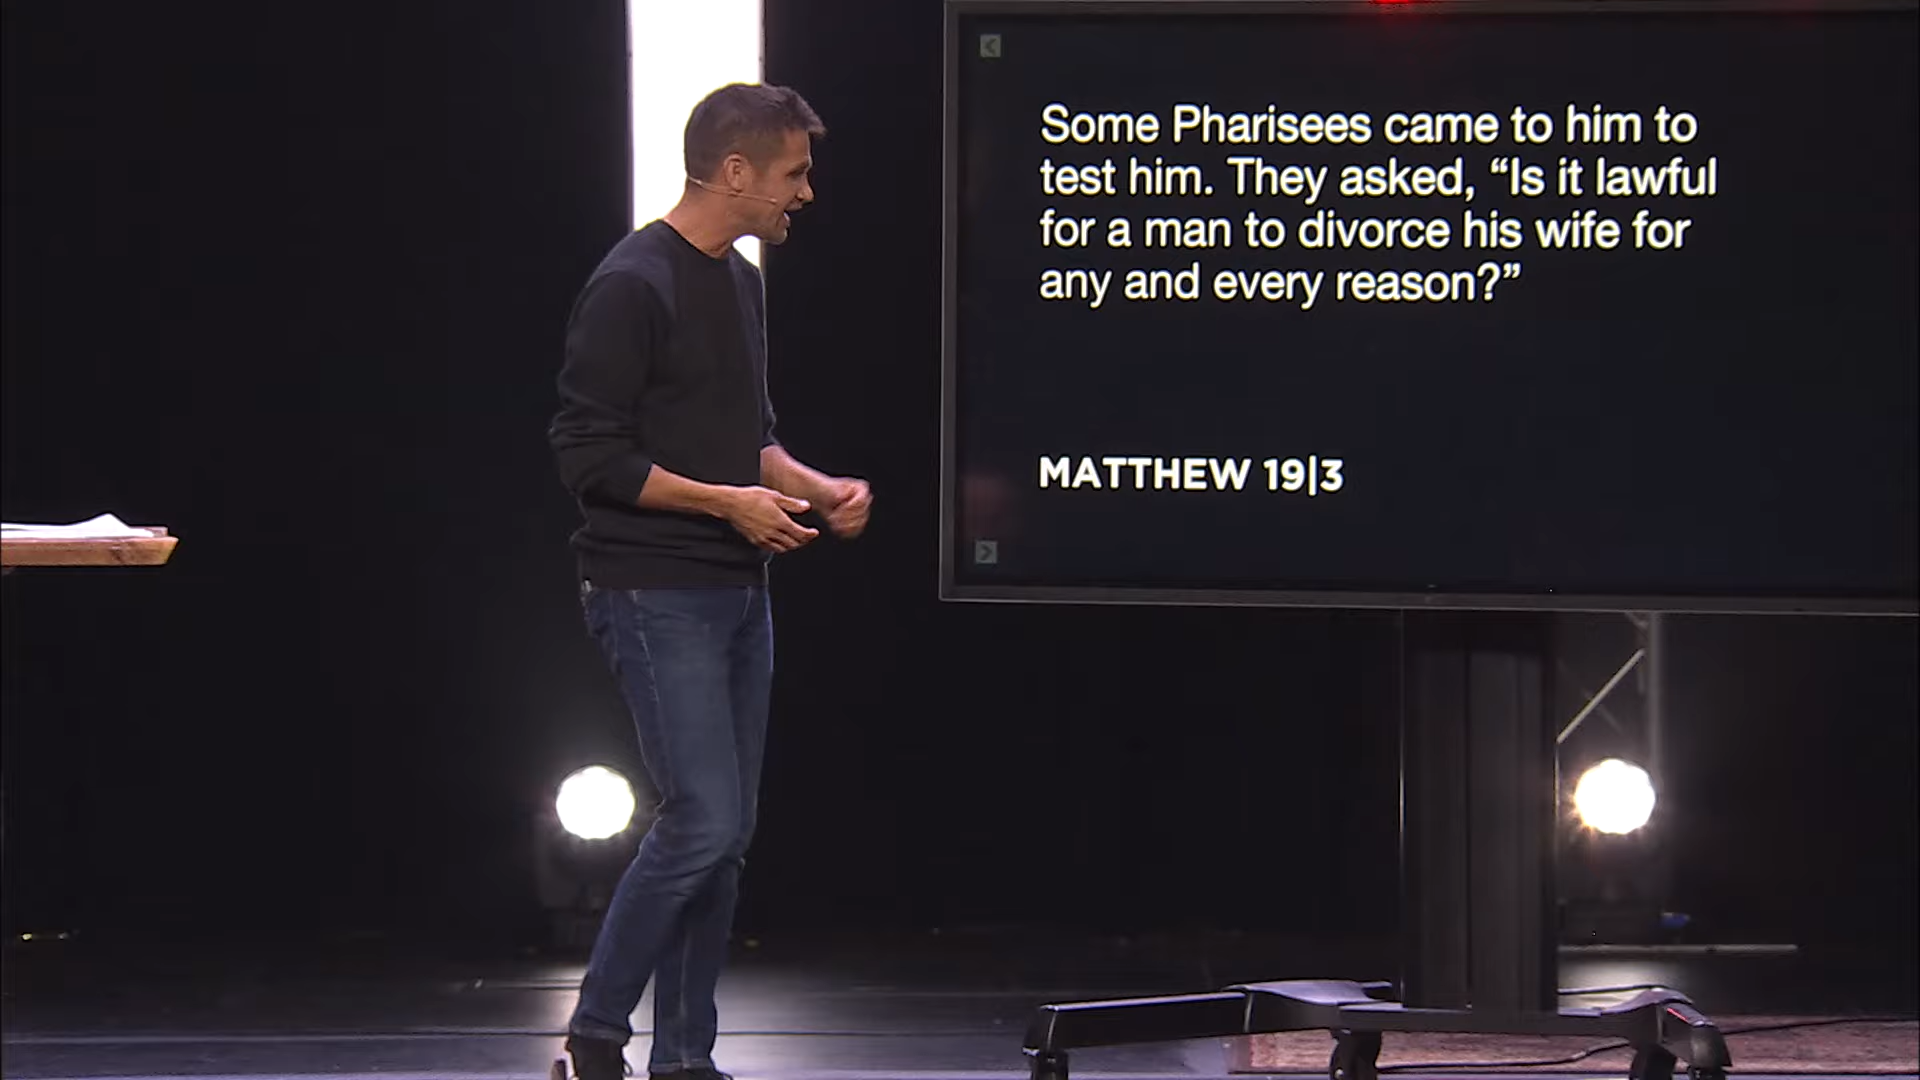 Some Pharisees came to him to
test him. They asked, “Is it lawful
for a man to divorce his wife for
any and every reason?”
MATTHEW 19|3